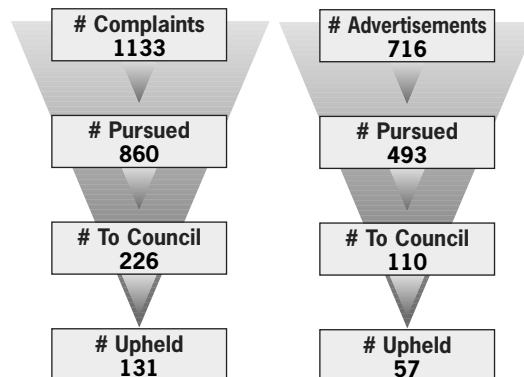 # Complaints
1133
# Pursued
860
# To Council
226
# Upheld
131
# Advertisements
716
# Pursued
493
# To Council
110
# Upheld
57